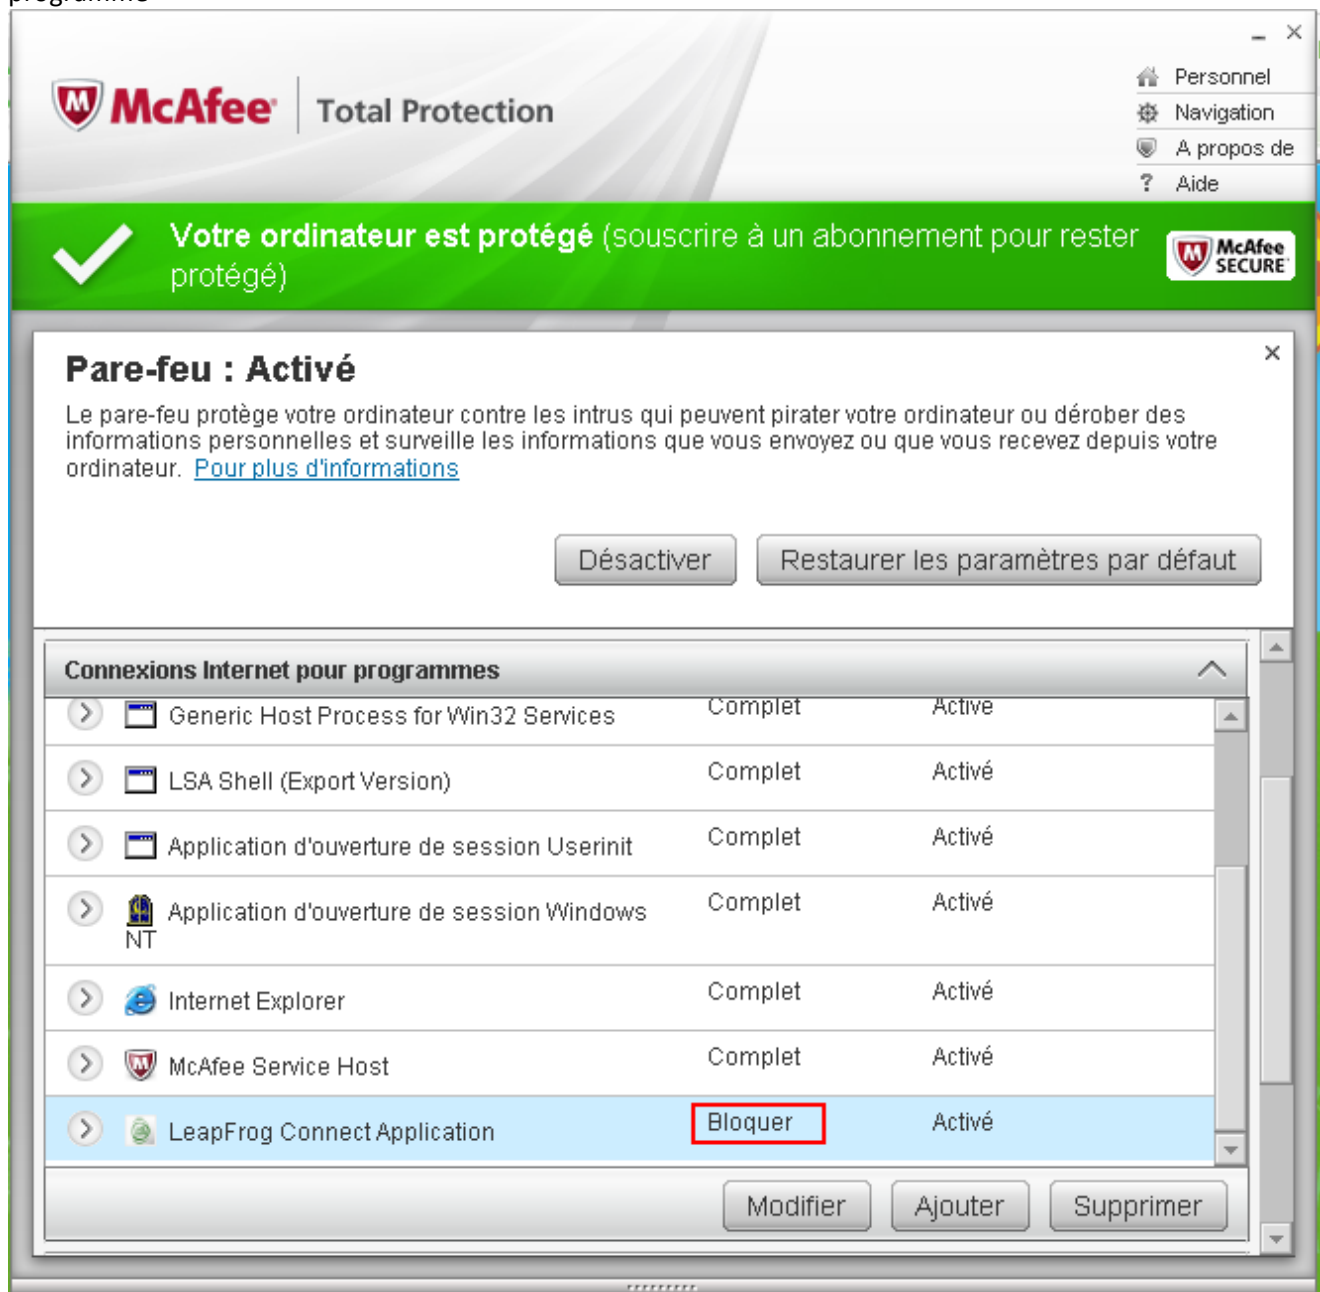 programme
McAfee® Total Protection
Personnel
Navigation
A propos de
? Aide
Votre ordinateur est protégé (souscrire à un abonnement pour rester
protégé)
McAfee
SECURE
Pare-feu : Activé
Le pare-feu protège votre ordinateur contre les intrus qui peuvent pirater votre ordinateur ou dérober des
informations personnelles et surveille les informations que vous envoyez ou que vous recevez depuis votre
ordinateur. Pour plus d'informations
Désactiver Restaurer les paramètres par défaut
Connexions Internet pour programmes
Generic Host Process for Win32 Services Complet Activé
LSA Shell (Export Version) Complet Activé
Application d'ouverture de session Userinit Complet Activé
Application d'ouverture de session Windows Complet Activé
NT
Internet Explorer Complet Activé
McAfee Service Host Complet Activé
LeapFrog Connect Application Bloquer Activé
Modifier Ajouter Supprimer